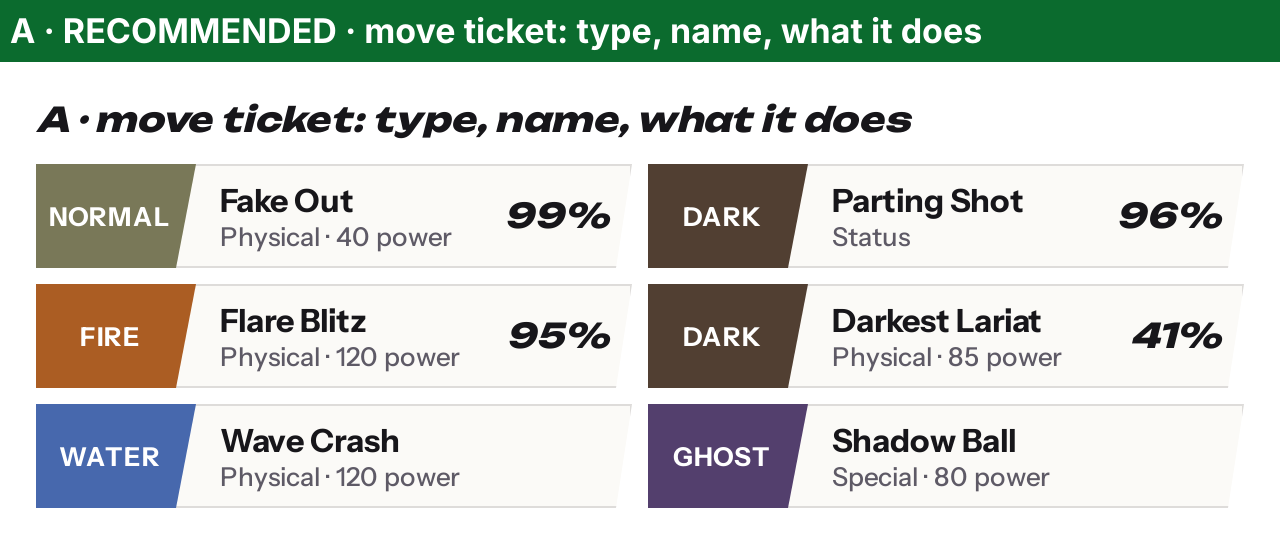 A · RECOMMENDED · move ticket: type, name, what it does
A · move ticket: type, name, what it does
NORMAL
Fake Out
Physical · 40 power
99%
DARK
Parting Shot
Status
96%
FIRE
Flare Blitz
Physical · 120 power
95%
DARK
Darkest Lariat
Physical · 85 power
41%
WATER
Wave Crash
Physical · 120 power
GHOST
Shadow Ball
Special · 80 power